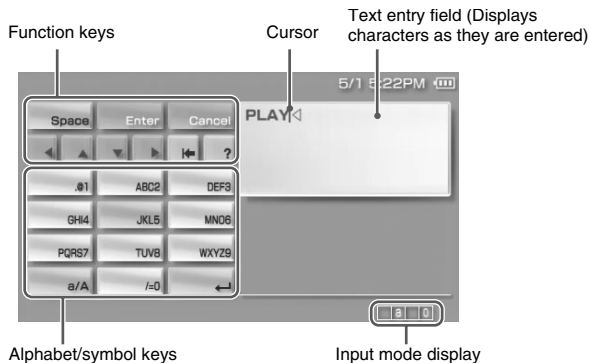 Text entry field (Displays
characters as they are entered)
Function keys
Cursor
5/1 5:22PM
Space Enter Cancel
PLAY
?
.@1 ABC2 DEF3
GHI4 JKL5 MNO6
PQRS7 TUV8 WXYZ9
a/A /=0
a 0
Alphabet/symbol keys
Input mode display